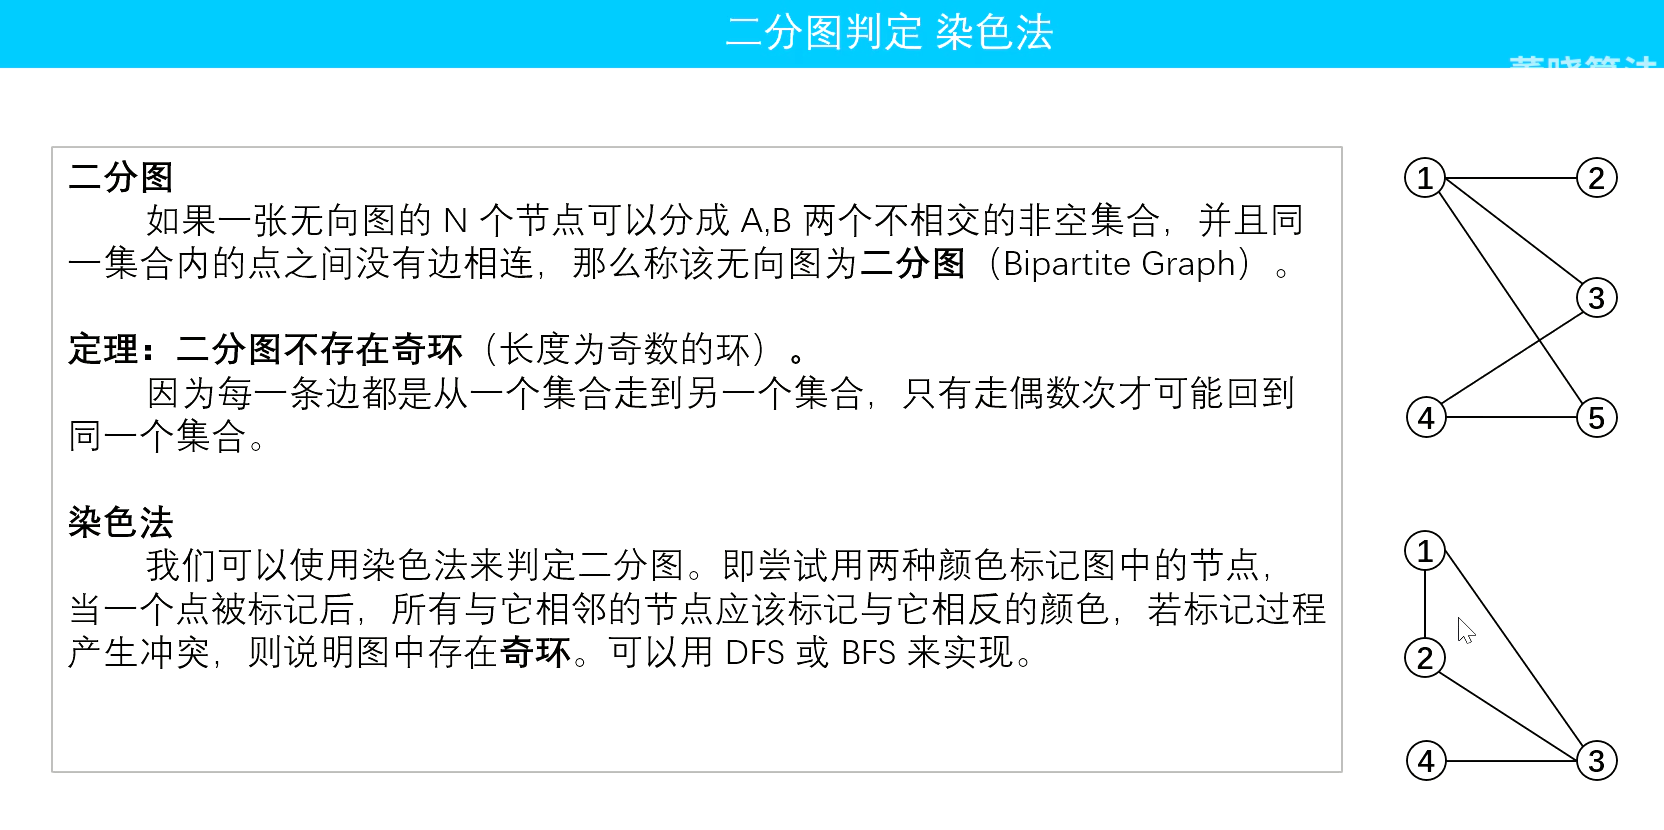 二分图判定 染色法
二分图
如果一张无向图的 N 个节点可以分成 A,B 两个不相交的非空集合，并且同
一集合内的点之间没有边相连，那么称该无向图为二分图（Bipartite Graph）。
定理：二分图不存在奇环（长度为奇数的环）。
因为每一条边都是从一个集合走到另一个集合，只有走偶数次才可能回到
同一个集合。
染色法
我们可以使用染色法来判定二分图。即尝试用两种颜色标记图中的节点，
当一个点被标记后，所有与它相邻的节点应该标记与它相反的颜色，若标记过程
产生冲突，则说明图中存在奇环。可以用 DFS 或 BFS 来实现。
1 2
3
4 5
1
2
4 3